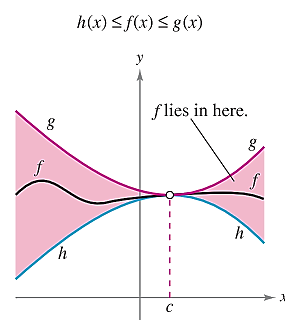 h(x) ≤ f(x) ≤ g(x)
y
f lies in here.
g
g
f
f
h
h
x
c